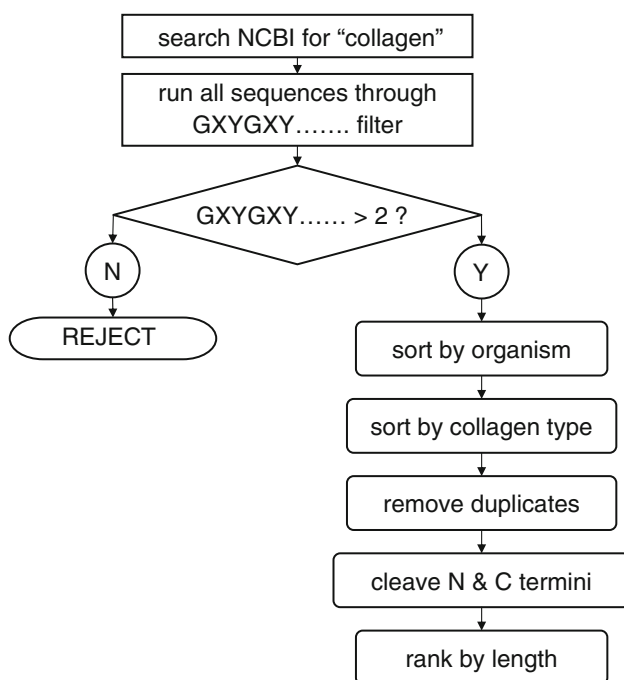 search NCBI for “collagen”
run all sequences through
GXYGXY……. filter
GXYGXY…… > 2 ?
N
Y
REJECT
sort by organism
sort by collagen type
remove duplicates
cleave N & C termini
rank by length